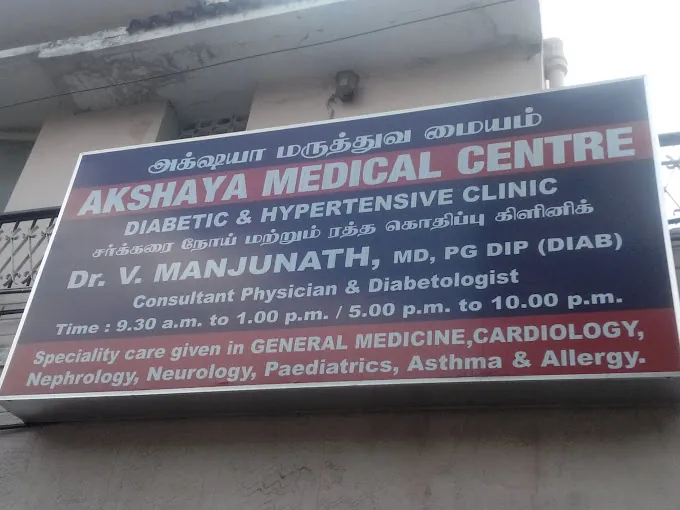 அக்ஷயா மருத்துவ மையம்
AKSHAYA MEDICAL CENTRE
DIABETIC & HYPERTENSIVE CLINIC
சர்க்கரை நோய் மற்றும் ரத்த கொதிப்பு கிளினிக்
Dr. V. MANJUNATH, MD, PG DIP (DIAB)
Consultant Physician & Diabetologist
Time : 9.30 a.m. to 1.00 p.m. / 5.00 p.m. to 10.00 p.m.
Speciality care given in GENERAL MEDICINE,CARDIOLOGY,
Nephrology, Neurology, Paediatrics, Asthma & Allergy.